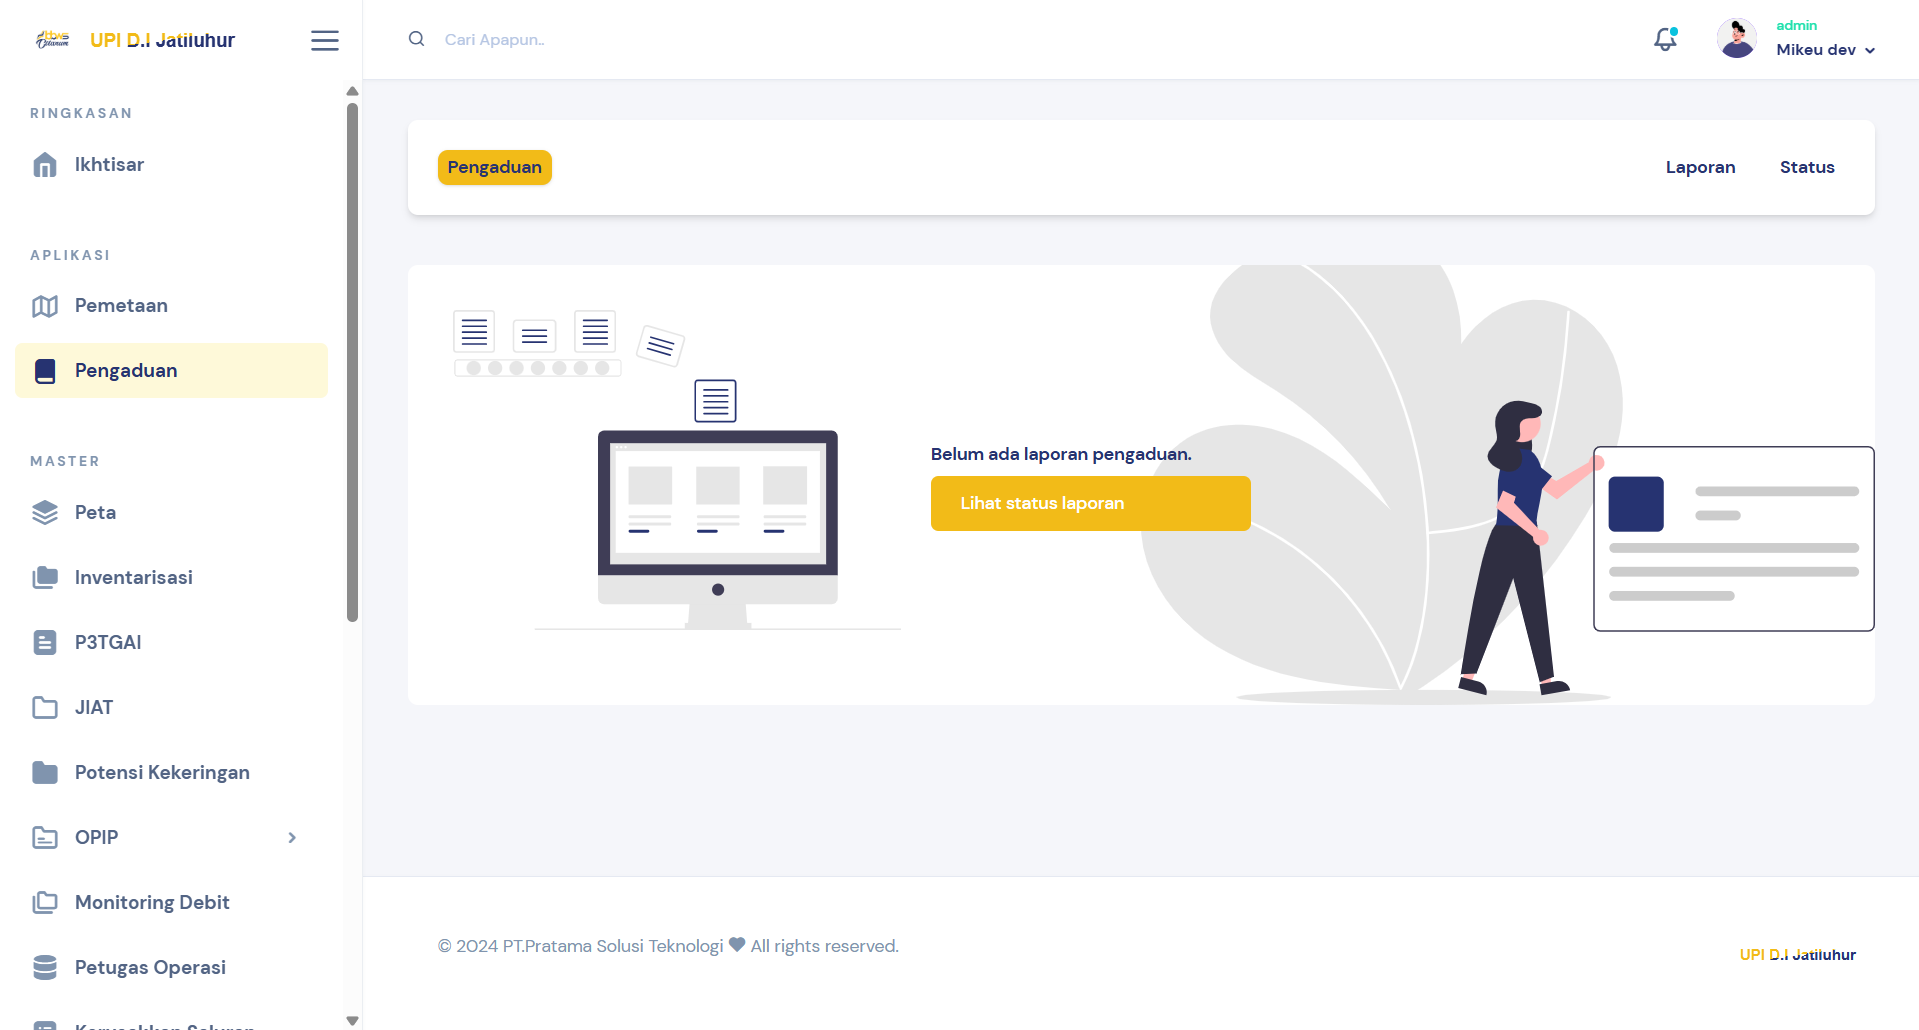 UPI D.I Jatiluhur
Cari Apapun..
admin
Mikeu dev
RINGKASAN
Ikhtisar
APLIKASI
Pemetaan
Pengaduan
MASTER
Peta
Inventarisasi
P3TGAI
JIAT
Potensi Kekeringan
OPIP
Monitoring Debit
Petugas Operasi
Pengaduan
Laporan
Status
Belum ada laporan pengaduan.
Lihat status laporan
© 2024 PT.Pratama Solusi Teknologi All rights reserved.
UPI D.I Jatiluhur